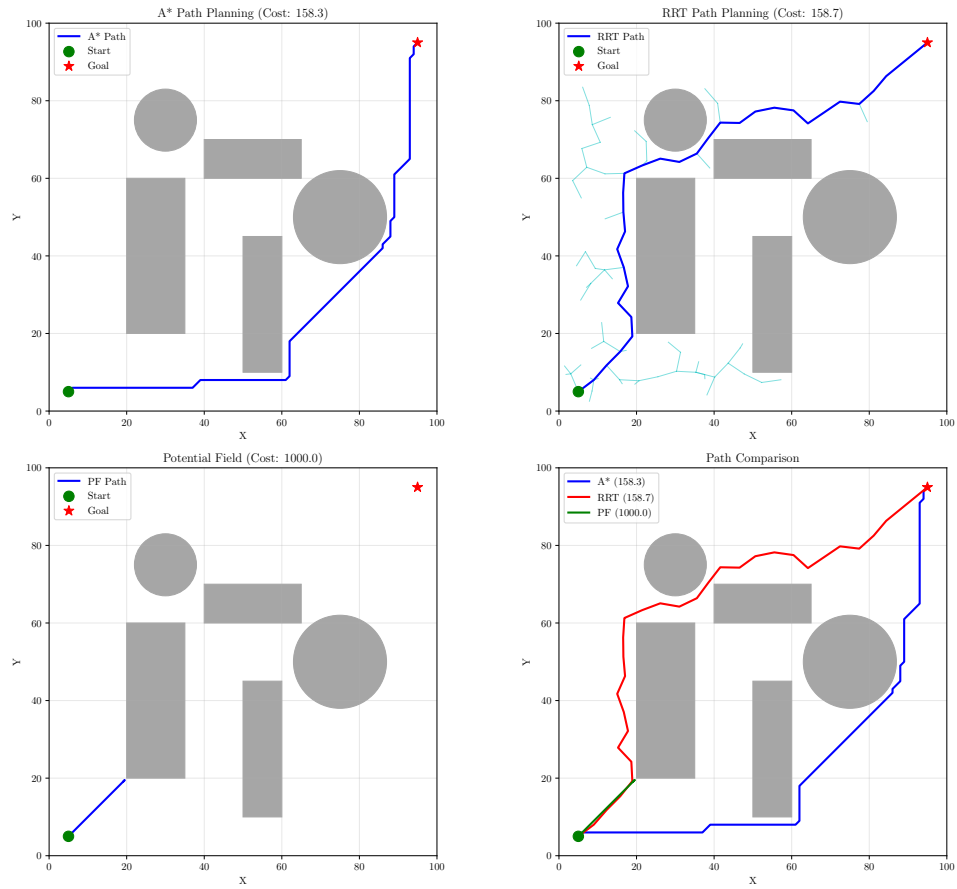 A* Path Planning (Cost: 158.3)
A* Path
Start
Goal
Y
100
80
60
40
20
0
0 20 40 60 80 100
X
RRT Path Planning (Cost: 158.7)
RRT Path
Start
Goal
Y
100
80
60
40
20
0
0 20 40 60 80 100
X
Potential Field (Cost: 1000.0)
PF Path
Start
Goal
Y
100
80
60
40
20
0
0 20 40 60 80 100
X
Path Comparison
A* (158.3)
RRT (158.7)
PF (1000.0)
Y
100
80
60
40
20
0
0 20 40 60 80 100
X